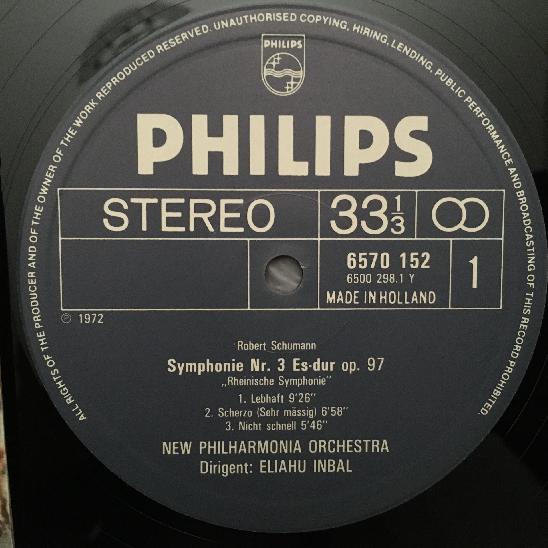 ALL RIGHTS OF THE PRODUCER AND OF THE OWNER OF THE WORK REPRODUCED RESERVED. UNAUTHORISED COPYING, HIRING, LENDING, PUBLIC PERFORMANCE AND BROADCASTING OF THIS RECORD PROHIBITED.
PHILIPS
PHILIPS
STEREO
33 1/3
6570 152
6500 298.1 Y
MADE IN HOLLAND
1
℗ 1972
Robert Schumann
Symphonie Nr. 3 Es-dur op. 97
„Rheinische Symphonie"
1. Lebhaft 9'26"
2. Scherzo (Sehr mässig) 6'58"
3. Nicht schnell 5'46"
NEW PHILHARMONIA ORCHESTRA
Dirigent: ELIAHU INBAL